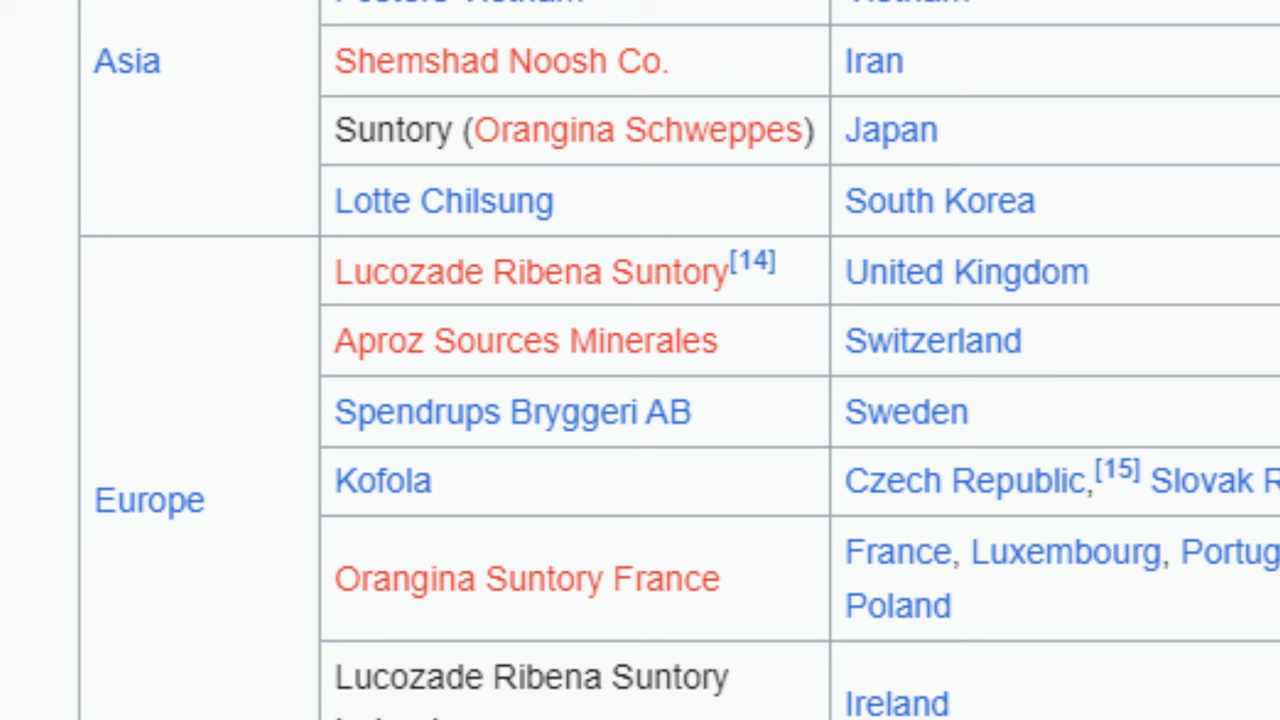 Asia
Shemshad Noosh Co.
Iran
Suntory (Orangina Schweppes)
Japan
Lotte Chilsung
South Korea
Europe
Lucozade Ribena Suntory[14]
United Kingdom
Aproz Sources Minerales
Switzerland
Spendrups Bryggeri AB
Sweden
Kofola
Czech Republic,[15] Slovak
Orangina Suntory France
France, Luxembourg,
Poland
Lucozade Ribena Suntory
Ireland